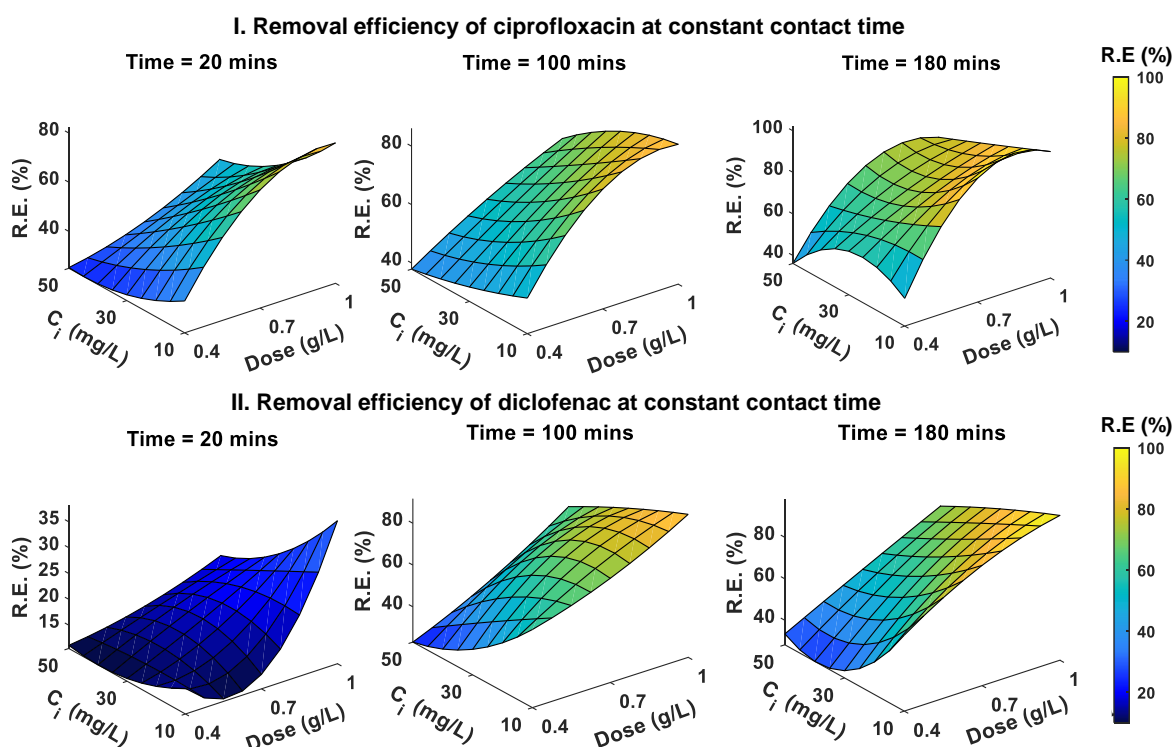 I. Removal efficiency of ciprofloxacin at constant contact time
Time = 20 mins
Time = 100 mins
Time = 180 mins
R.E (%)
80
60
40
R.E. (%)
50
30
10
C_i (mg/L)
0.4
0.7
1
Dose (g/L)
80
60
40
R.E. (%)
50
30
10
C_i (mg/L)
0.4
0.7
1
Dose (g/L)
100
80
60
40
R.E. (%)
50
30
10
C_i (mg/L)
0.4
0.7
1
Dose (g/L)
100
80
60
40
20
II. Removal efficiency of diclofenac at constant contact time
Time = 20 mins
Time = 100 mins
Time = 180 mins
R.E (%)
35
30
25
20
15
R.E. (%)
50
30
10
C_i (mg/L)
0.4
0.7
1
Dose (g/L)
80
60
40
R.E. (%)
50
30
10
C_i (mg/L)
0.4
0.7
1
Dose (g/L)
80
60
40
R.E. (%)
50
30
10
C_i (mg/L)
0.4
0.7
1
Dose (g/L)
100
80
60
40
20